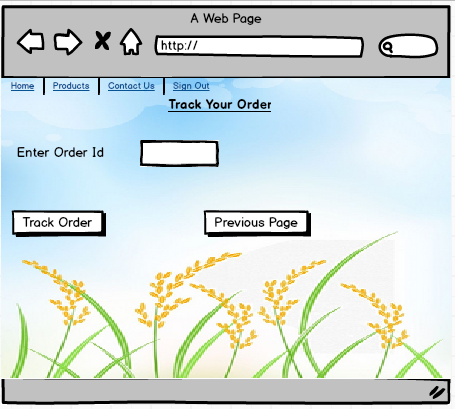 A Web Page
http://
Home Products Contact Us Sign Out
Track Your Order
Enter Order Id
Track Order Previous Page